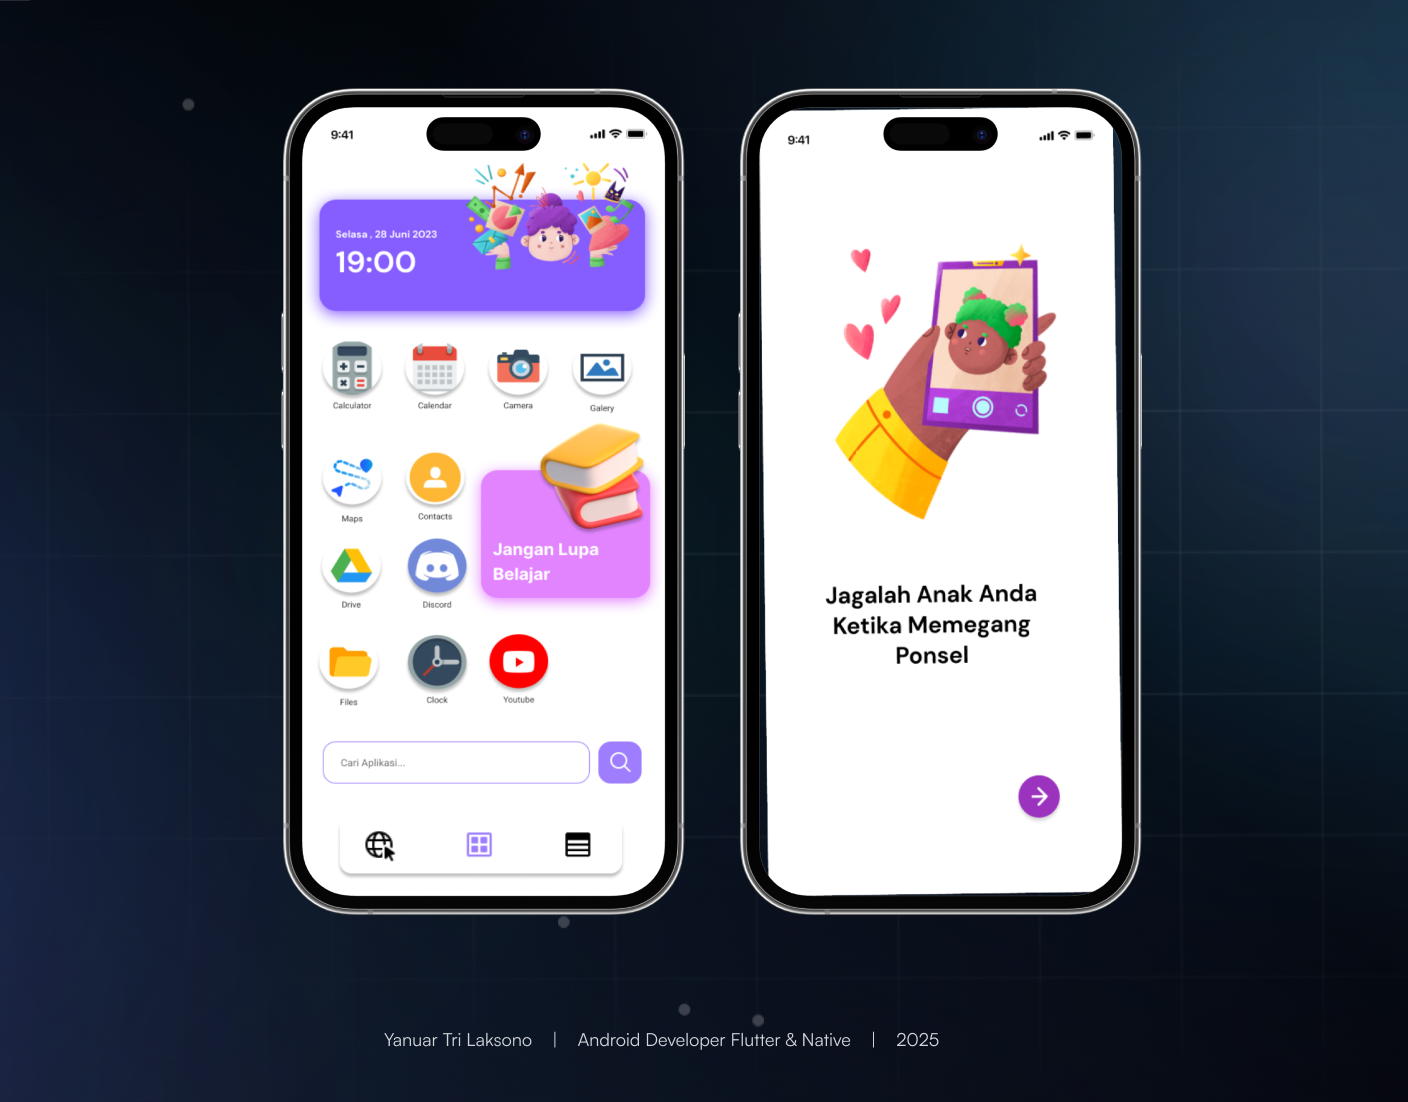 9:41
Selasa , 28 Juni 2023
19:00
Calculator
Calendar
Camera
Galery
Maps
Contacts
Jangan Lupa
Belajar
Drive
Discord
Files
Clock
Youtube
Cari Aplikasi...
9:41
Jagalah Anak Anda
Ketika Memegang
Ponsel
Yanuar Tri Laksono | Android Developer Flutter & Native | 2025